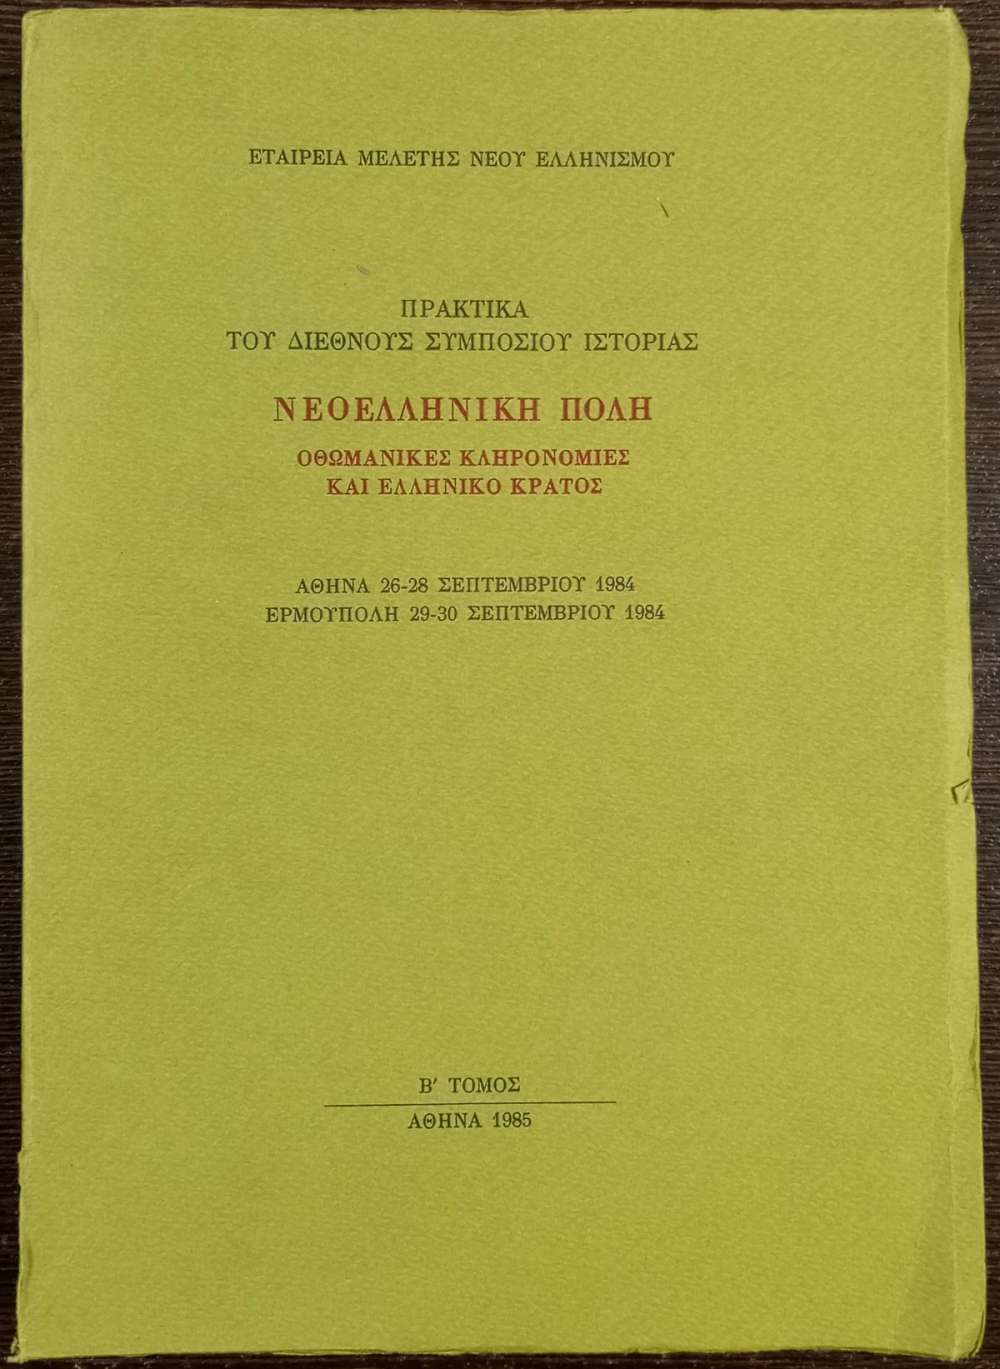 ΕΤΑΙΡΕΙΑ ΜΕΛΕΤΗΣ ΝΕΟΥ ΕΛΛΗΝΙΣΜΟΥ
ΠΡΑΚΤΙΚΑ
ΤΟΥ ΔΙΕΘΝΟΥΣ ΣΥΜΠΟΣΙΟΥ ΙΣΤΟΡΙΑΣ
ΝΕΟΕΛΛΗΝΙΚΗ ΠΟΛΗ
ΟΘΩΜΑΝΙΚΕΣ ΚΛΗΡΟΝΟΜΙΕΣ
ΚΑΙ ΕΛΛΗΝΙΚΟ ΚΡΑΤΟΣ
ΑΘΗΝΑ 26-28 ΣΕΠΤΕΜΒΡΙΟΥ 1984
ΕΡΜΟΥΠΟΛΗ 29-30 ΣΕΠΤΕΜΒΡΙΟΥ 1984
Β′ ΤΟΜΟΣ
ΑΘΗΝΑ 1985